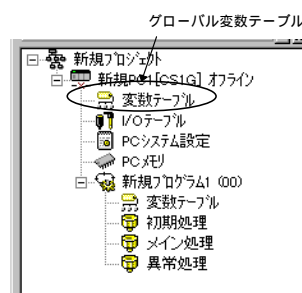 グローバル変数テーブル
新規プロジェクト
新規PC1[CS1G] オフライン
変数テーブル
I/Oテーブル
PCシステム設定
PCメモリ
新規プログラム1 (00)
変数テーブル
初期処理
メイン処理
異常処理